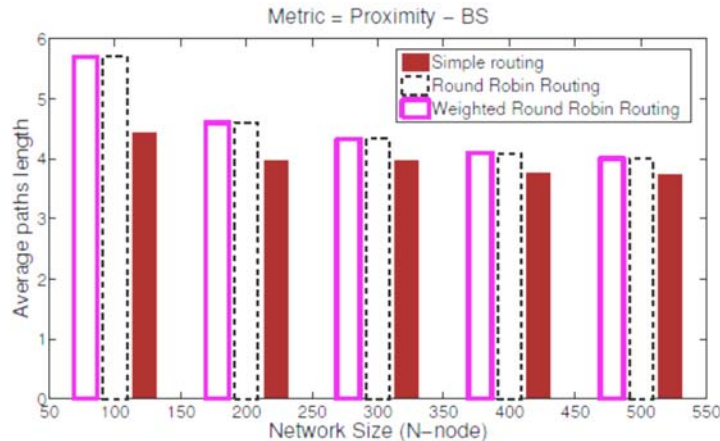 Metric = Proximity − BS
6
5
4
3
2
1
0
Average paths length
Simple routing
Round Robin Routing
Weighted Round Robin Routing
50 100 150 200 250 300 350 400 450 500 550
Network Size (N−node)